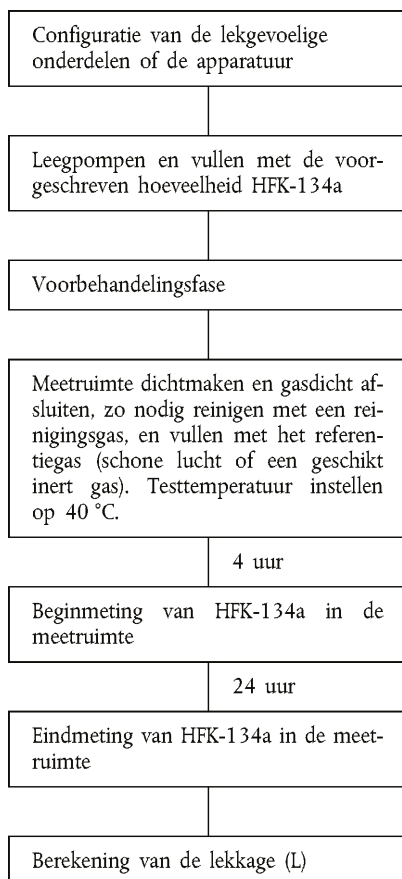 Configuratie van de lekgevoelige
onderdelen of de apparatuur
Leegpompen en vullen met de voor-
geschreven hoeveelheid HFK-134a
Voorbehandelingsfase
Meetruimte dichtmaken en gasdicht af-
sluiten, zo nodig reinigen met een rei-
nigingsgas, en vullen met het referen-
tiegas (schone lucht of een geschikt
inert gas). Testtemperatuur instellen
op 40 °C.
4 uur
Beginmeting van HFK-134a in de
meetruimte
24 uur
Eindmeting van HFK-134a in de meet-
ruimte
Berekening van de lekkage (L)